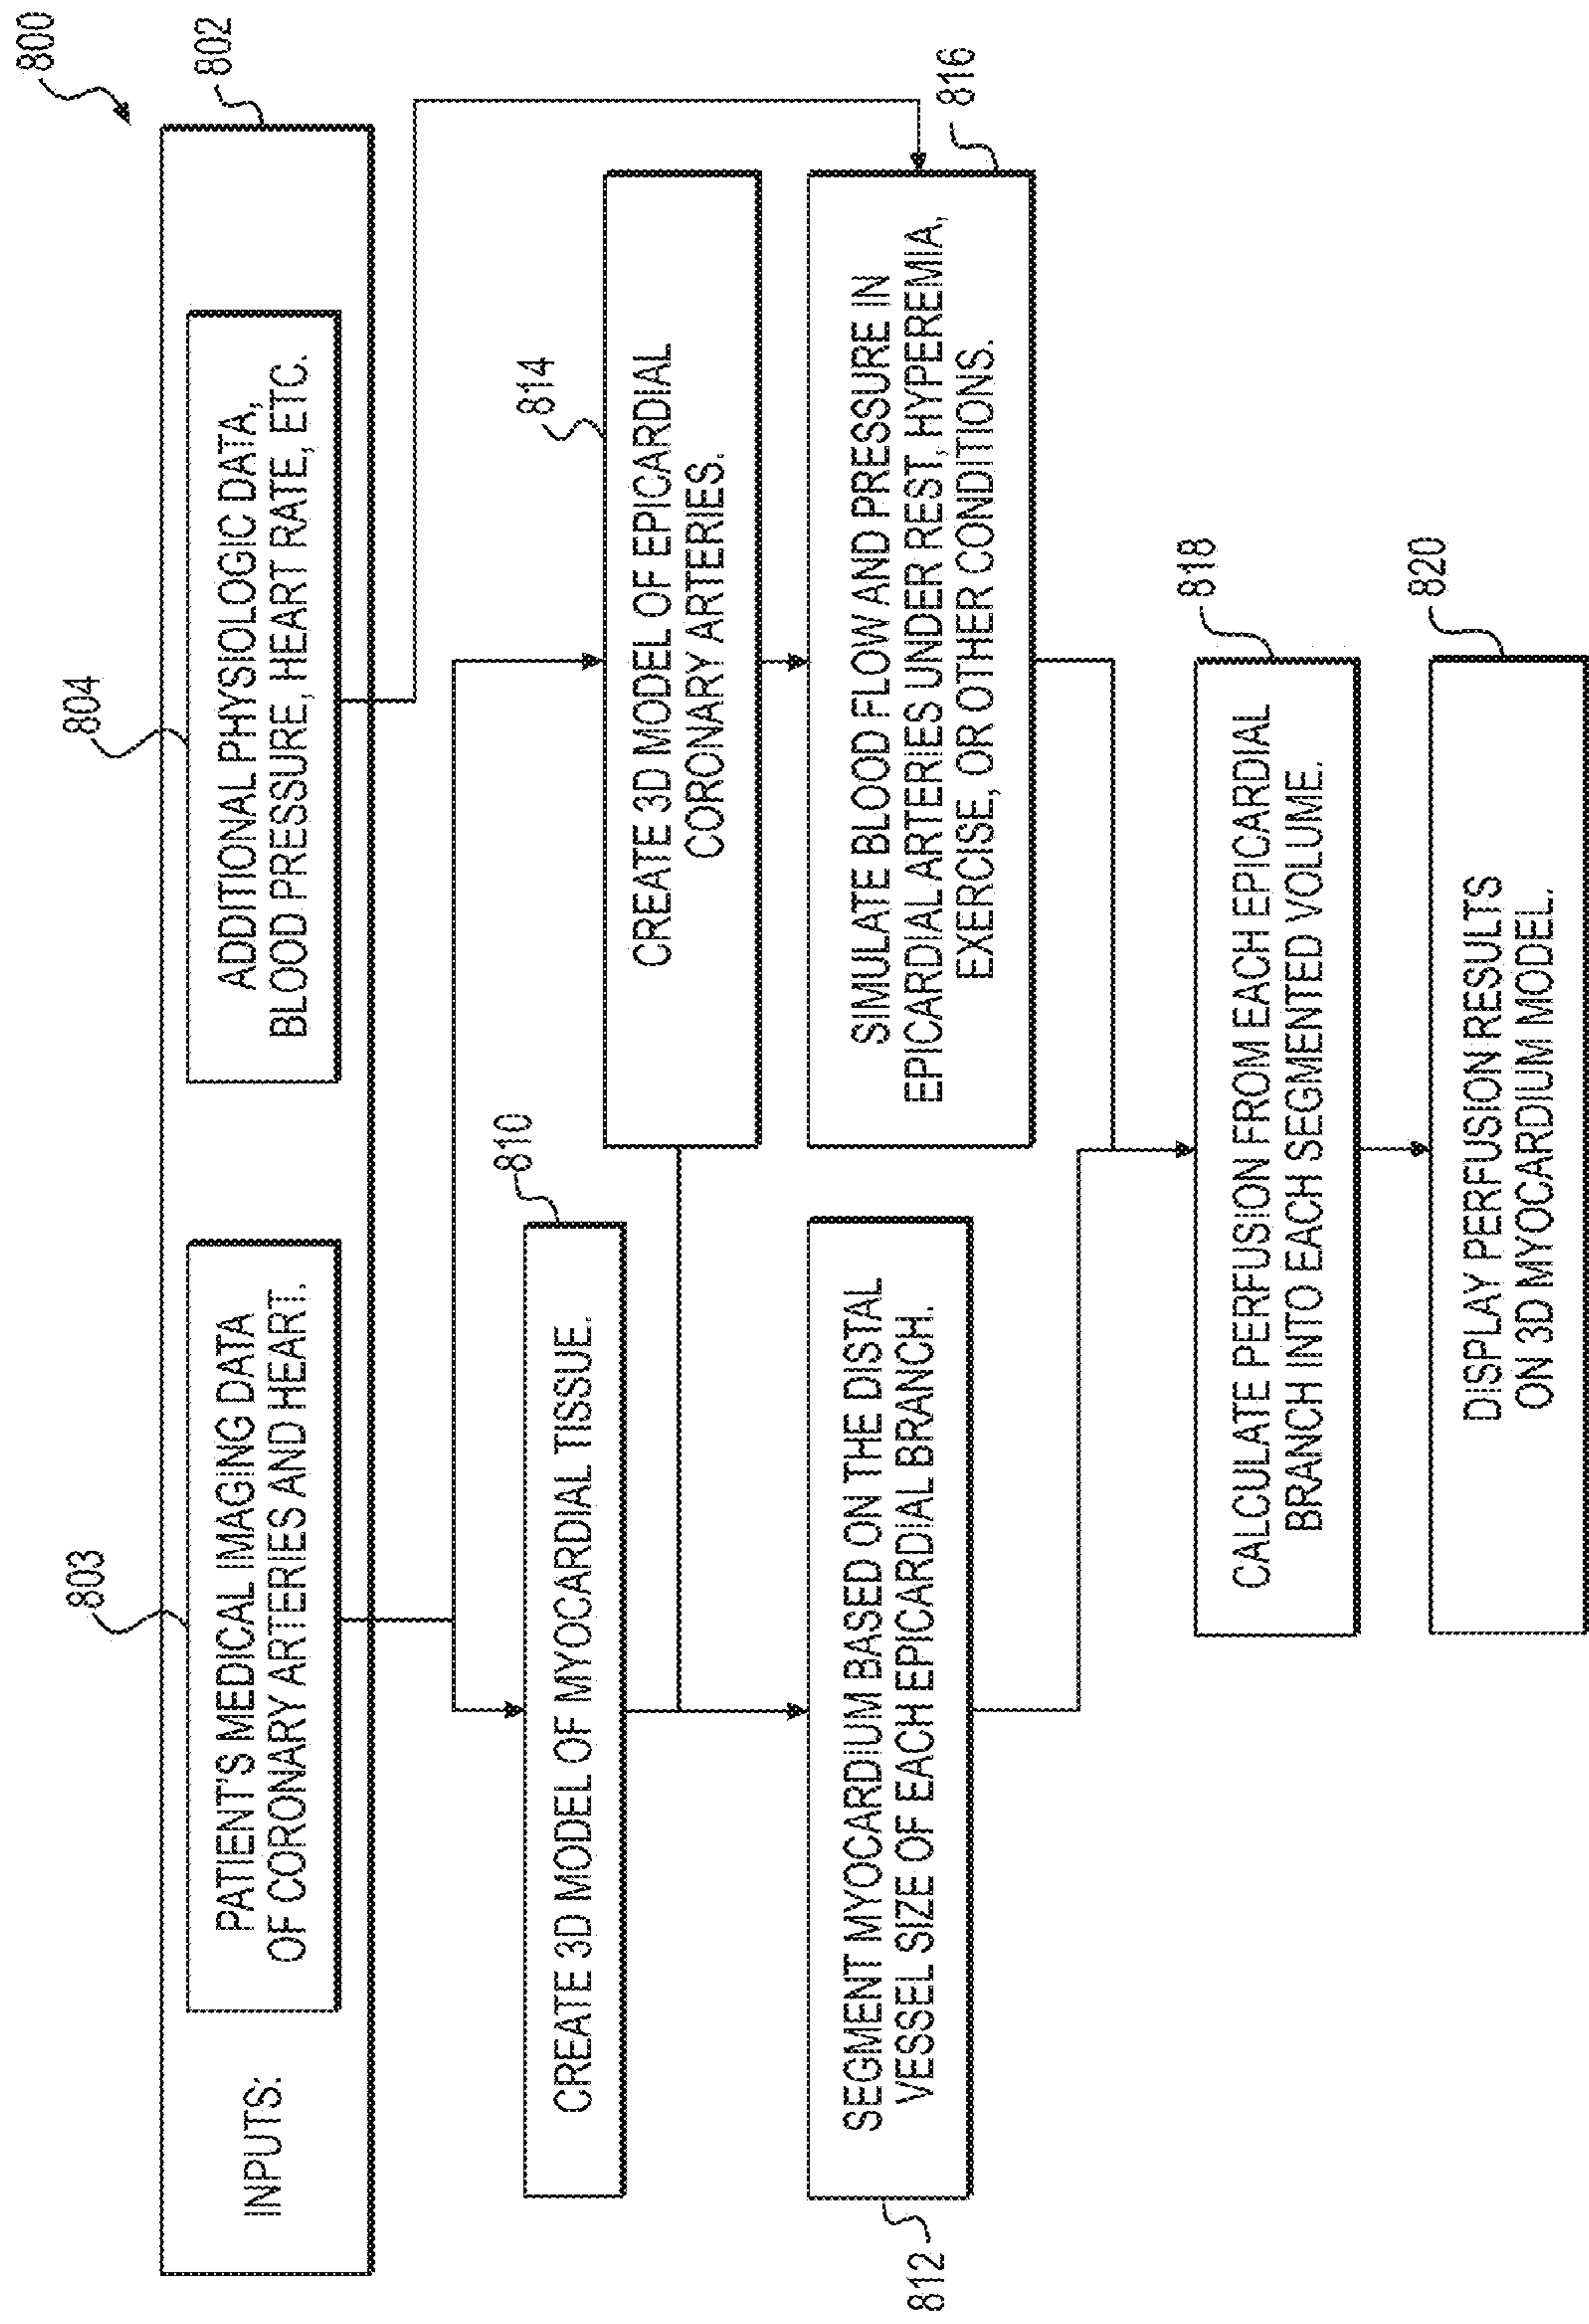 800
802
INPUTS:
803
PATIENT'S MEDICAL IMAGING DATA
OF CORONARY ARTERIES AND HEART.
804
ADDITIONAL PHYSIOLOGIC DATA,
BLOOD PRESSURE, HEART RATE, ETC.
810
CREATE 3D MODEL OF MYOCARDIAL TISSUE.
814
CREATE 3D MODEL OF EPICARDIAL
CORONARY ARTERIES.
812
SEGMENT MYOCARDIUM BASED ON THE DISTAL
VESSEL SIZE OF EACH EPICARDIAL BRANCH.
816
SIMULATE BLOOD FLOW AND PRESSURE IN
EPICARDIAL ARTERIES UNDER REST, HYPEREMIA,
EXERCISE, OR OTHER CONDITIONS.
818
CALCULATE PERFUSION FROM EACH EPICARDIAL
BRANCH INTO EACH SEGMENTED VOLUME.
820
DISPLAY PERFUSION RESULTS
ON 3D MYOCARDIUM MODEL.